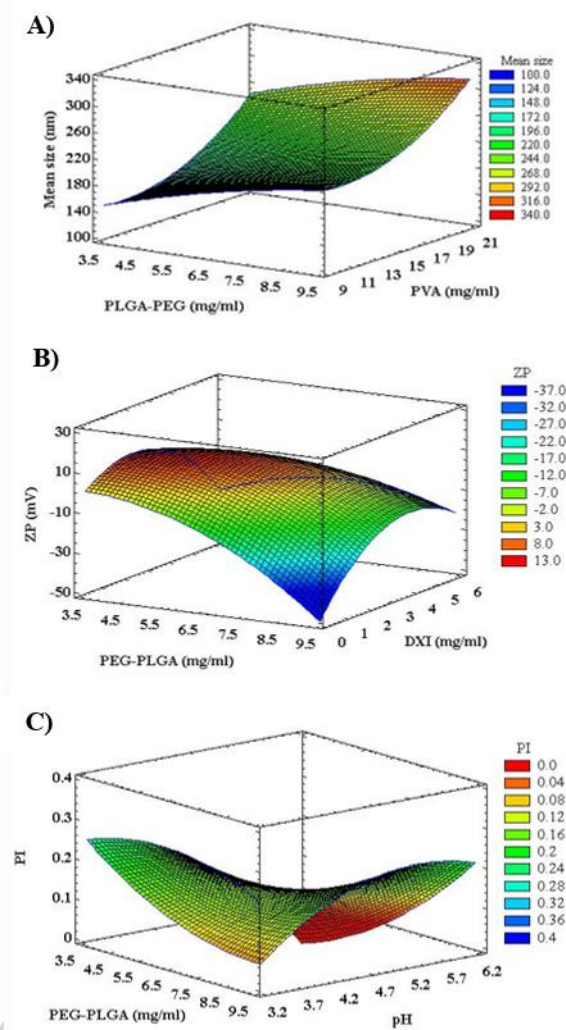 A)
Mean size
100.0
124.0
148.0
172.0
196.0
220.0
244.0
268.0
292.0
316.0
340.0
Mean size (nm)
340
300
260
220
180
140
100
3.5 4.5 5.5 6.5 7.5 8.5 9.5
PLGA-PEG (mg/ml)
9 11 13 15 17 19 21
PVA (mg/ml)
B)
ZP
-37.0
-32.0
-27.0
-22.0
-17.0
-12.0
-7.0
-2.0
3.0
8.0
13.0
ZP (mV)
30
10
-10
-30
-50
3.5 4.5 5.5 6.5 7.5 8.5 9.5
PEG-PLGA (mg/ml)
0 1 2 3 4 5 6
DXI (mg/ml)
C)
PI
0.0
0.04
0.08
0.12
0.16
0.2
0.24
0.28
0.32
0.36
0.4
PI
0.4
0.3
0.2
0.1
0
3.5 4.5 5.5 6.5 7.5 8.5 9.5
PEG-PLGA (mg/ml)
3.2 3.7 4.2 4.7 5.2 5.7 6.2
pH